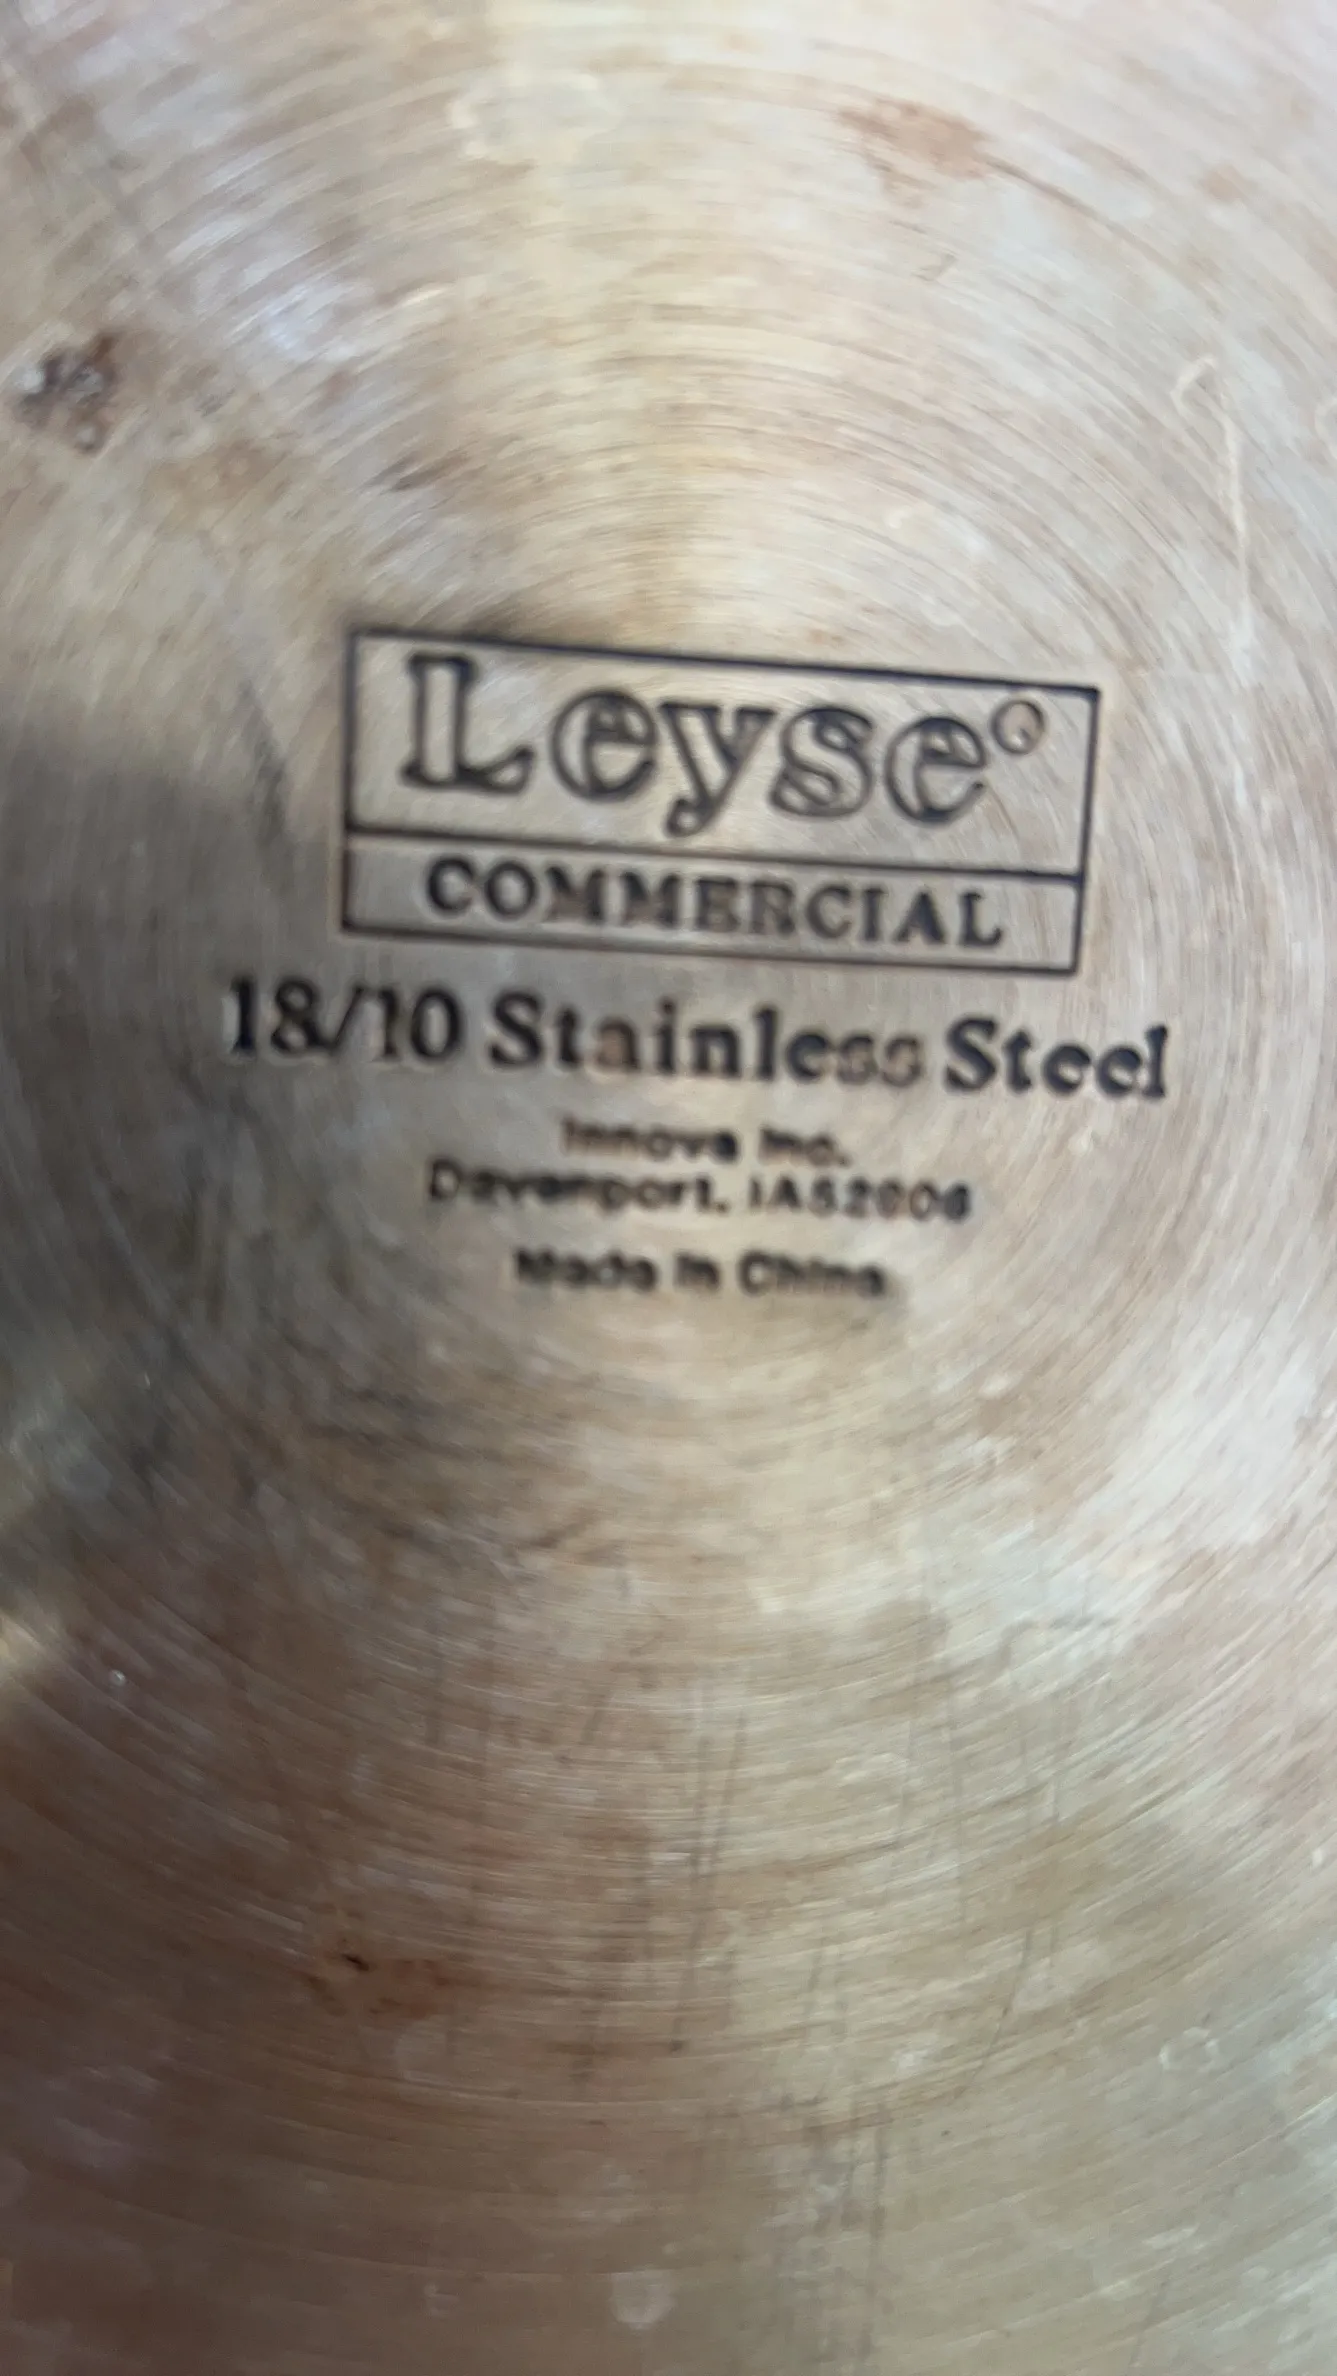 Leyse®
COMMERCIAL
18/10 Stainless Steel
Innova Inc.
Davenport, IA52806
Made in China